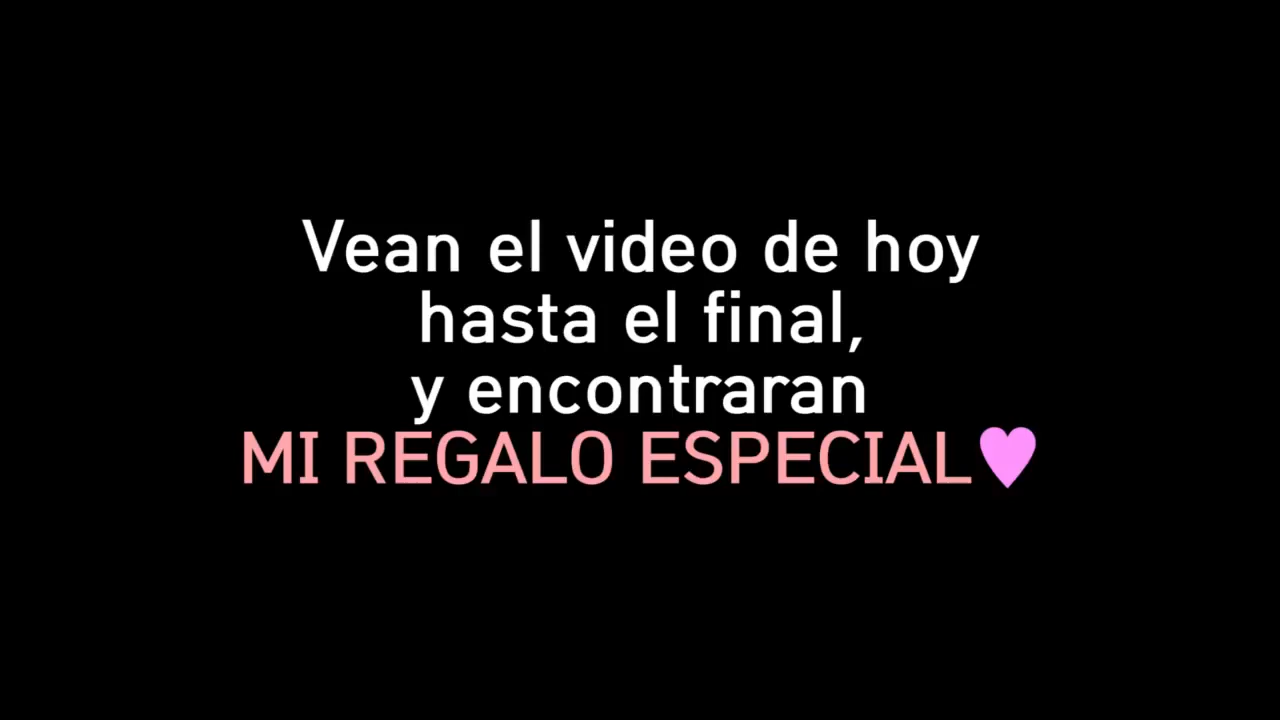 Vean el video de hoy
hasta el final,
y encontraran
MI REGALO ESPECIAL♥